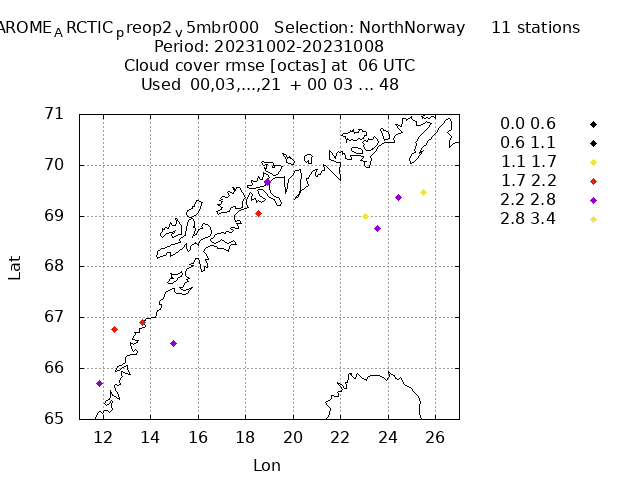 AROME_A RCTIC_preop2_v5mbr000 Selection: NorthNorway 11 stations
Period: 20231002-20231008
Cloud cover rmse [octas] at 06 UTC
Used 00,03,...,21 + 00 03 ... 48
71
70
69
68
67
66
65
Lat
12 14 16 18 20 22 24 26
Lon
0.0 0.6
0.6 1.1
1.1 1.7
1.7 2.2
2.2 2.8
2.8 3.4